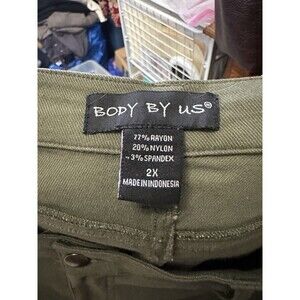 BODY BY US®
77% RAYON
20% NYLON
3% SPANDEX
2X
MADE IN INDONESIA